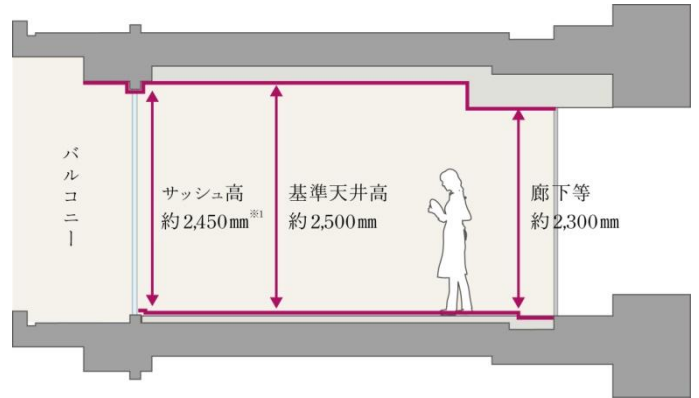 バルコニー
サッシュ高
約2,450mm※1
基準天井高
約2,500mm
廊下等
約2,300mm